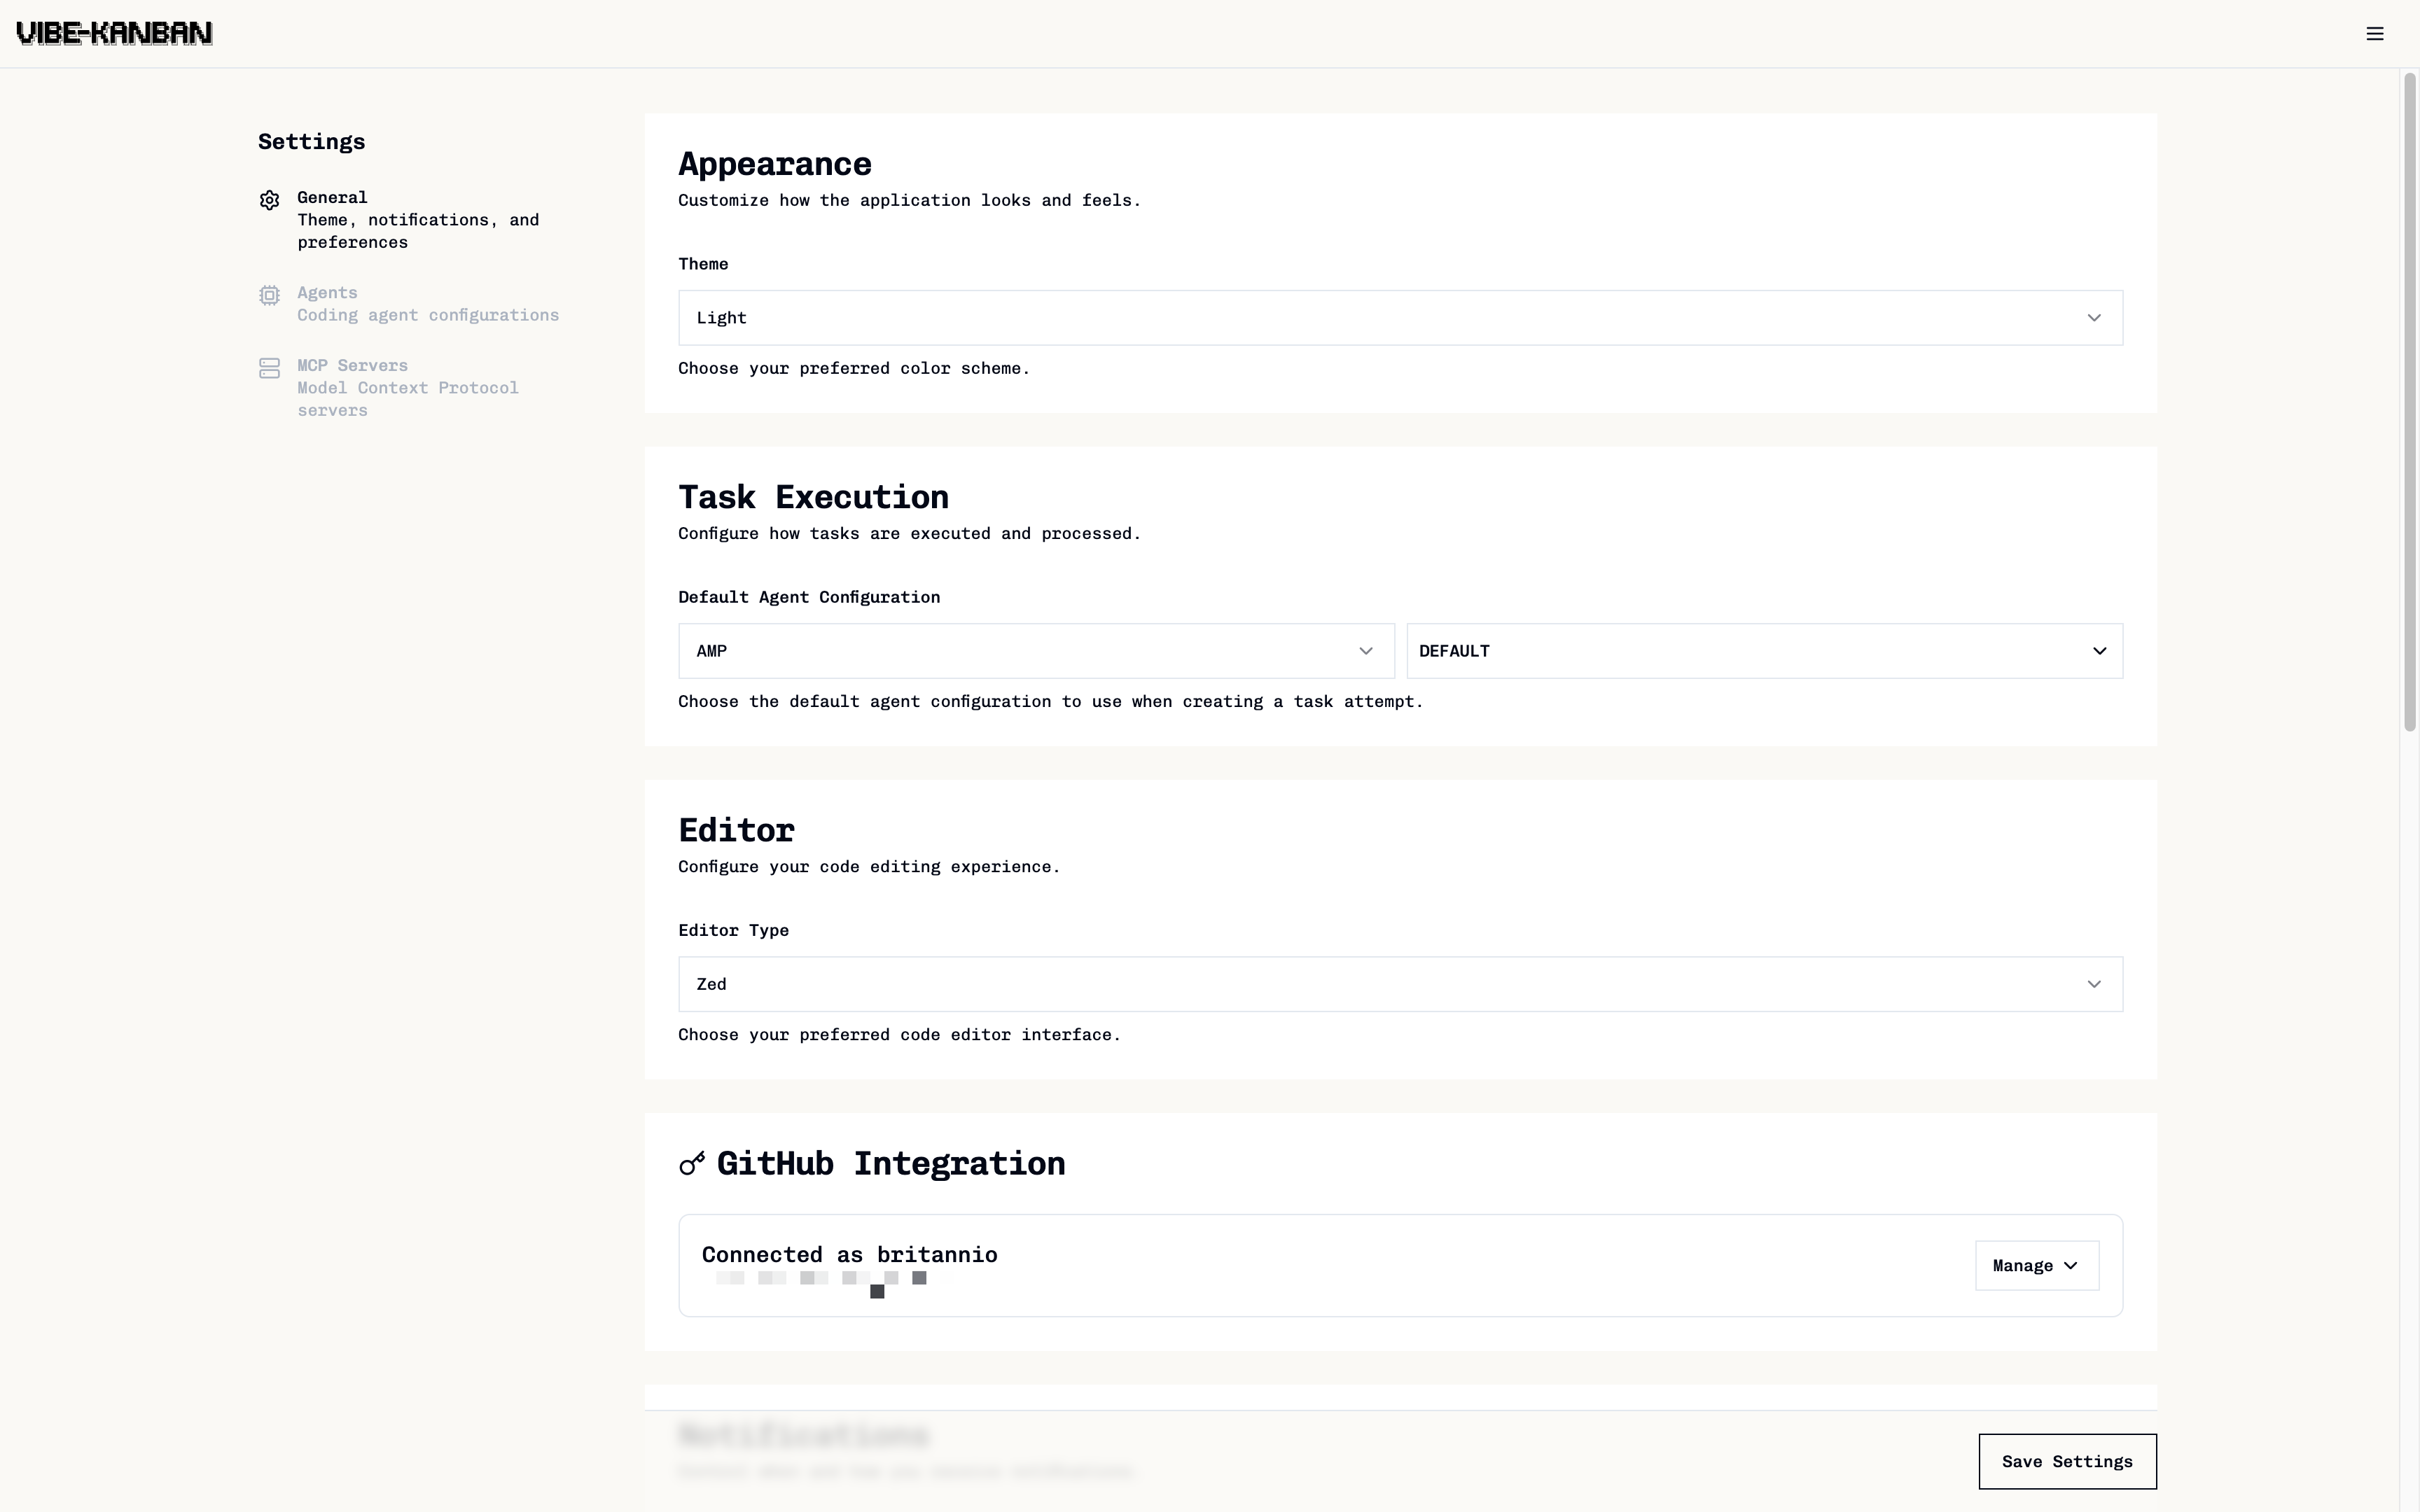 VIBE-KANBAN
Settings
General
Theme, notifications, and
preferences
Agents
Coding agent configurations
MCP Servers
Model Context Protocol
servers
Appearance
Customize how the application looks and feels.
Theme
Light
Choose your preferred color scheme.
Task Execution
Configure how tasks are executed and processed.
Default Agent Configuration
AMP
DEFAULT
Choose the default agent configuration to use when creating a task attempt.
Editor
Configure your code editing experience.
Editor Type
Zed
Choose your preferred code editor interface.
GitHub Integration
Connected as britannio
Manage
Notifications
Save Settings